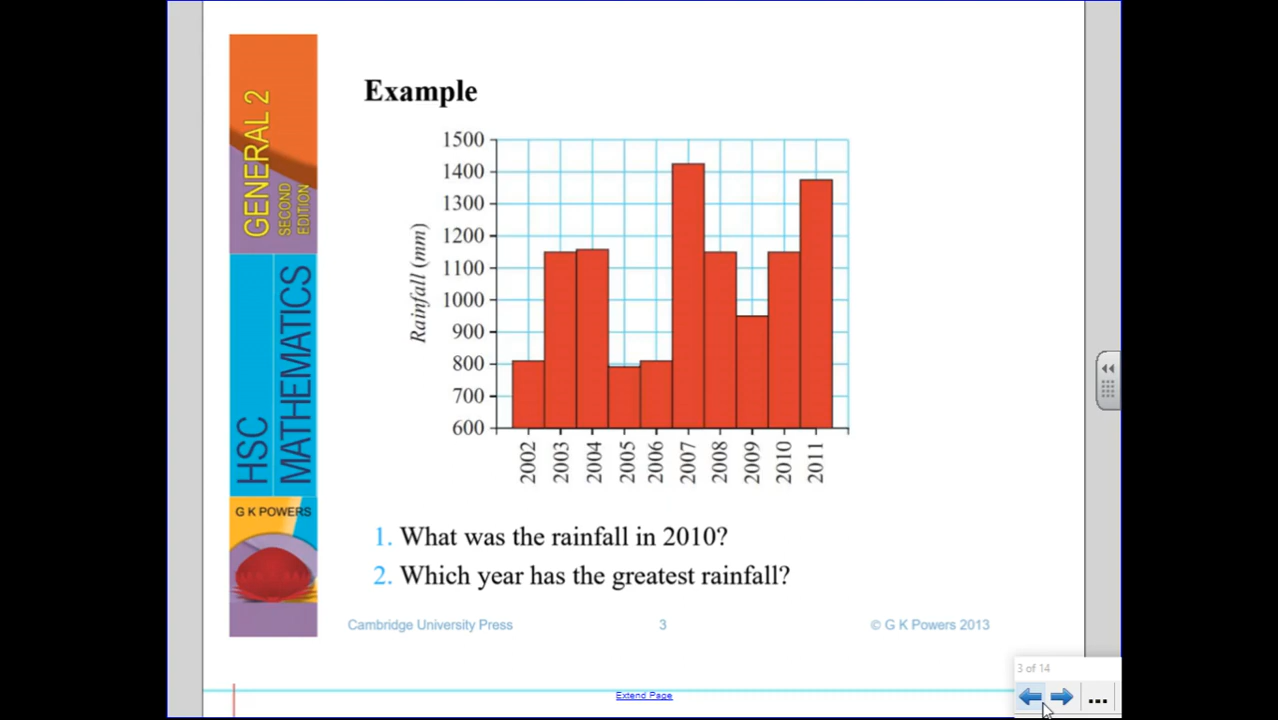 GENERAL 2
SECOND
EDITION
HSC
MATHEMATICS
G K POWERS
Example
Rainfall (mm)
1500
1400
1300
1200
1100
1000
900
800
700
600
2002
2003
2004
2005
2006
2007
2008
2009
2010
2011
1. What was the rainfall in 2010?
2. Which year has the greatest rainfall?
Cambridge University Press 3 © G K Powers 2013
3 of 14
...
Extend Page